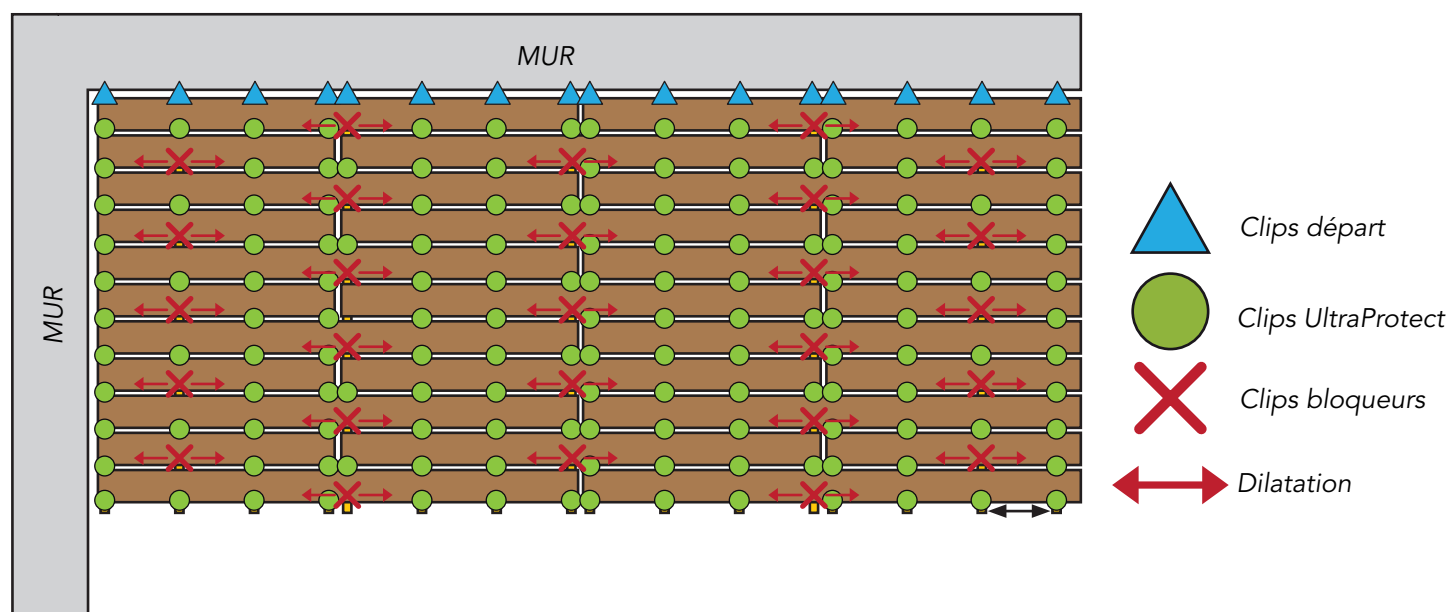 MUR
MUR
Clips départ
Clips UltraProtect
Clips bloqueurs
Dilatation